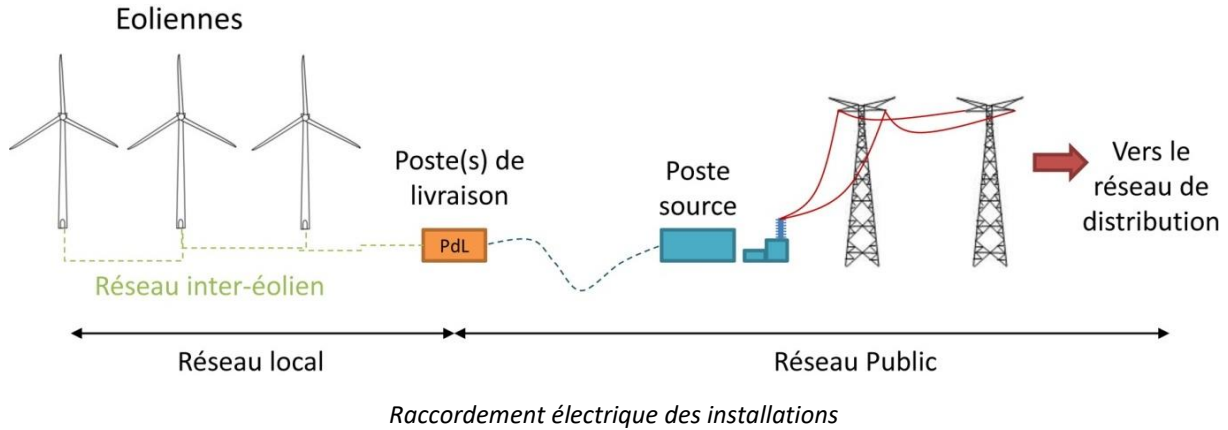 Eoliennes
Poste(s) de
livraison
PdL
Poste
source
Vers le
réseau de
distribution
Réseau inter-éolien
Réseau local
Réseau Public
Raccordement électrique des installations